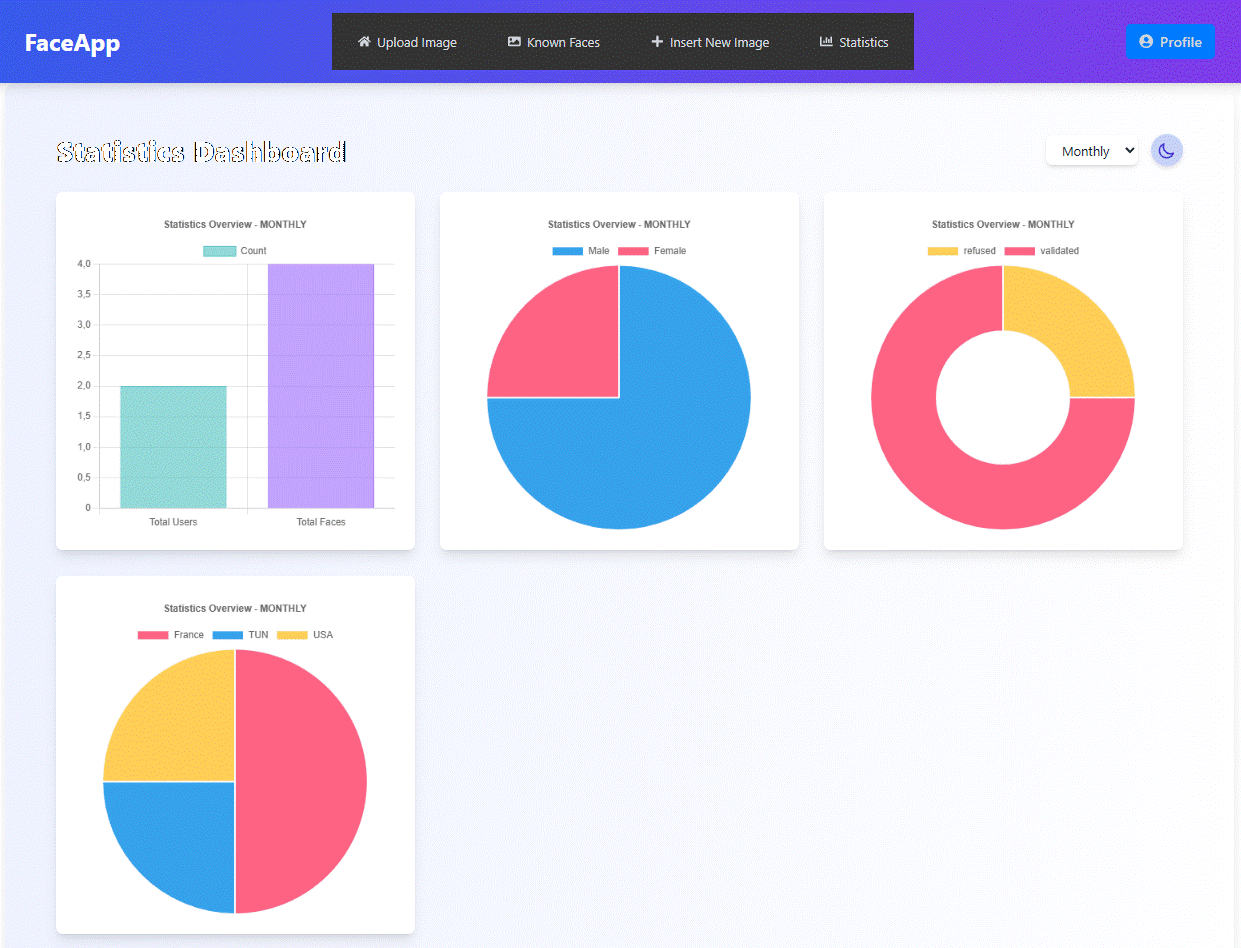 FaceApp
Upload Image
Known Faces
Insert New Image
Statistics
Profile
Statistics Dashboard
Monthly
Statistics Overview - MONTHLY
Count
4,0
3,5
3,0
2,5
2,0
1,5
1,0
0,5
0
Total Users
Total Faces
Statistics Overview - MONTHLY
Male
Female
Statistics Overview - MONTHLY
refused
validated
Statistics Overview - MONTHLY
France
TUN
USA